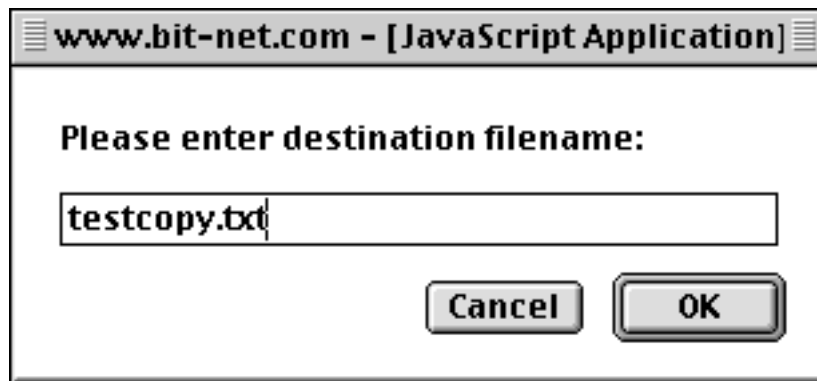 www.bit-net.com - [JavaScript Application]
Please enter destination filename:
testcopy.txt
Cancel OK